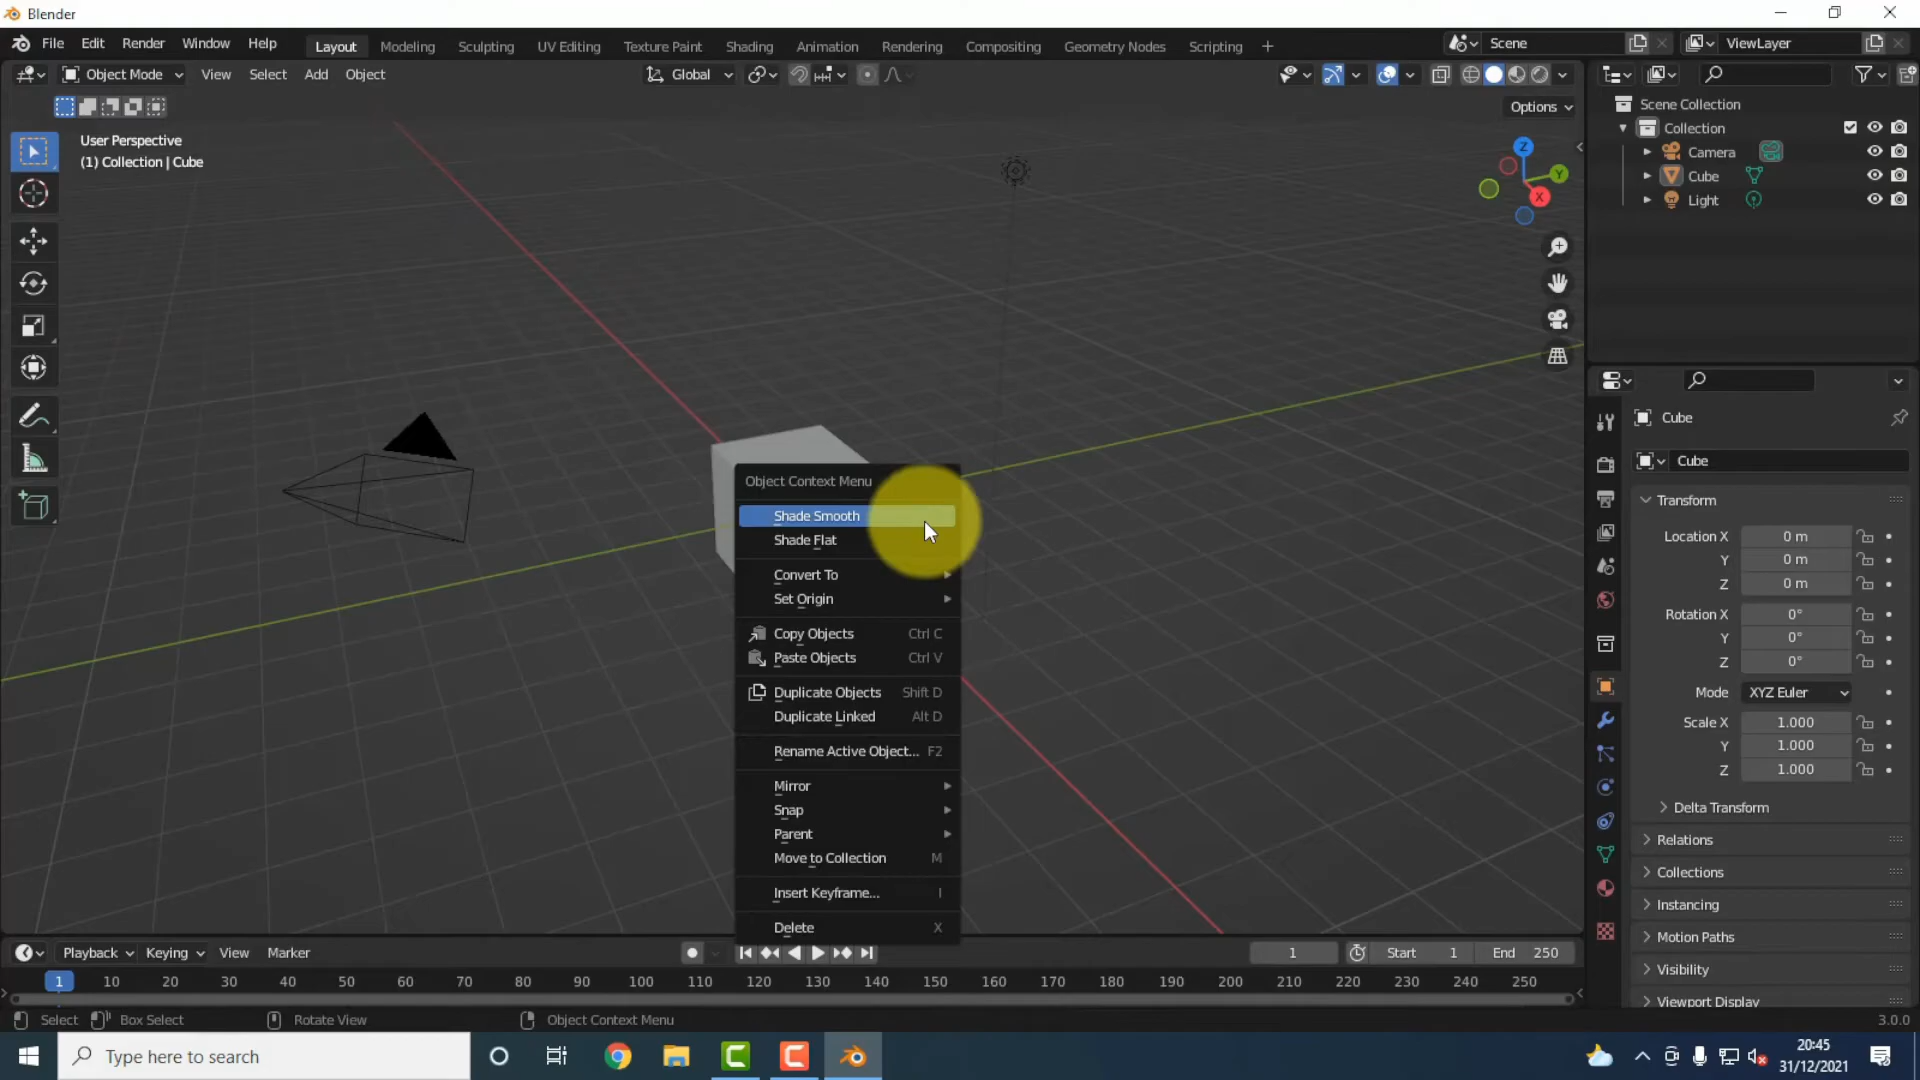 Blender
File Edit Render Window Help Layout Modeling Sculpting UV Editing Texture Paint Shading Animation Rendering Compositing Geometry Nodes Scripting + Scene ViewLayer
Object Mode View Select Add Object Global
Options
User Perspective
(1) Collection | Cube
Z
Y
X
Scene Collection
Collection
Camera
Cube
Light
Object Context Menu
Shade Smooth
Shade Flat
Convert To
Set Origin
Copy Objects Ctrl C
Paste Objects Ctrl V
Duplicate Objects Shift D
Duplicate Linked Alt D
Rename Active Object... F2
Mirror
Snap
Parent
Move to Collection M
Insert Keyframe... I
Delete X
Cube
Cube
Transform
Location X 0 m
Y 0 m
Z 0 m
Rotation X 0°
Y 0°
Z 0°
Mode XYZ Euler
Scale X 1.000
Y 1.000
Z 1.000
Delta Transform
Relations
Collections
Instancing
Motion Paths
Visibility
Viewport Display
Playback Keying View Marker 1 Start 1 End 250
1 10 20 30 40 50 60 70 80 90 100 110 120 130 140 150 160 170 180 190 200 210 220 230 240 250
Select Box Select Rotate View Object Context Menu 3.0.0
Type here to search
20:45
31/12/2021